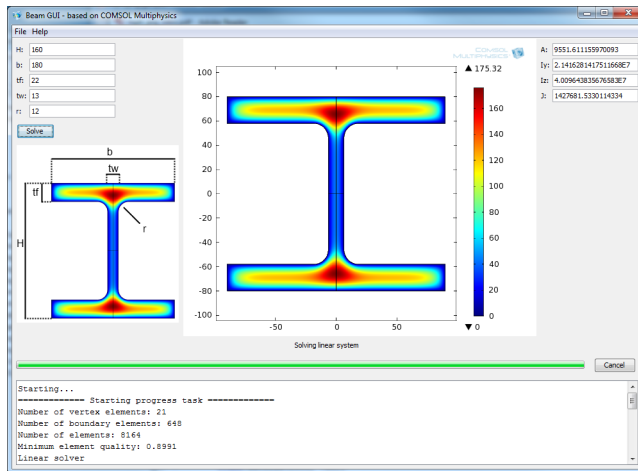 Beam GUI - based on COMSOL Multiphysics
File Help
H: 160
b: 180
tf: 22
tw: 13
r: 12
Solve
b
tw
tf
r
H
COMSOL
MULTIPHYSICS
▲ 175.32
100
80
60
40
20
0
-20
-40
-60
-80
-100
-50
0
50
160
140
120
100
80
60
40
20
0
▼ 0
A: 9551.611155970093
Iy: 2.1416281417511668E7
Iz: 4.009643835676583E7
J: 1427681.5330114334
Solving linear system
Cancel
Starting...
============= Starting progress task =============
Number of vertex elements: 21
Number of boundary elements: 648
Number of elements: 8164
Minimum element quality: 0.8991
Linear solver